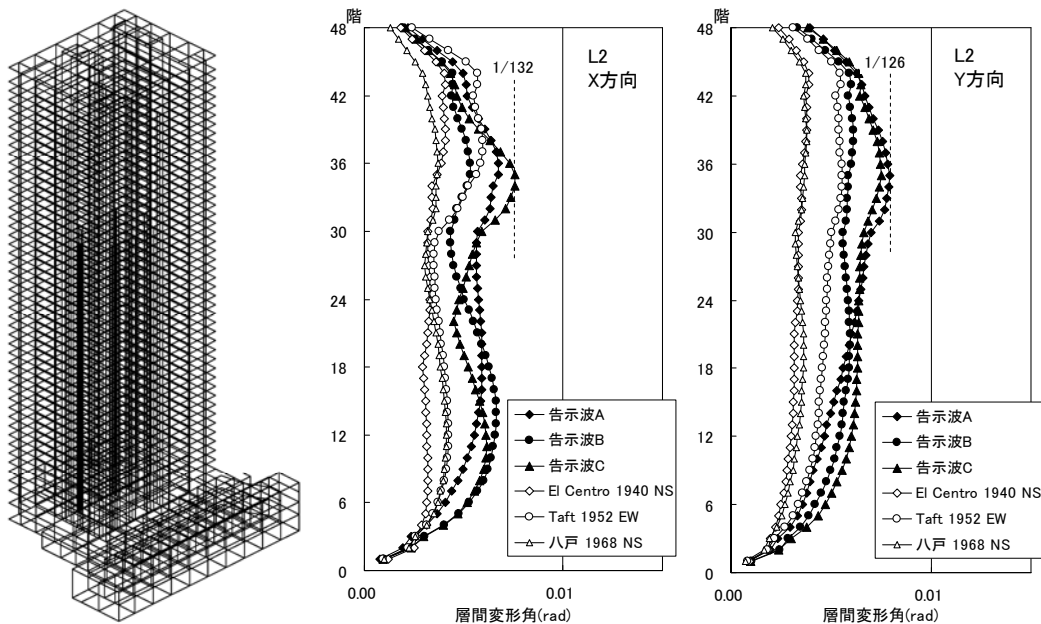 階
48
42
36
30
24
18
12
6
0
1/132
L2
X方向
告示波A
告示波B
告示波C
El Centro 1940 NS
Taft 1952 EW
八戸 1968 NS
0.00
0.01
層間変形角(rad)
階
48
42
36
30
24
18
12
6
0
1/126
L2
Y方向
告示波A
告示波B
告示波C
El Centro 1940 NS
Taft 1952 EW
八戸 1968 NS
0.00
0.01
層間変形角(rad)